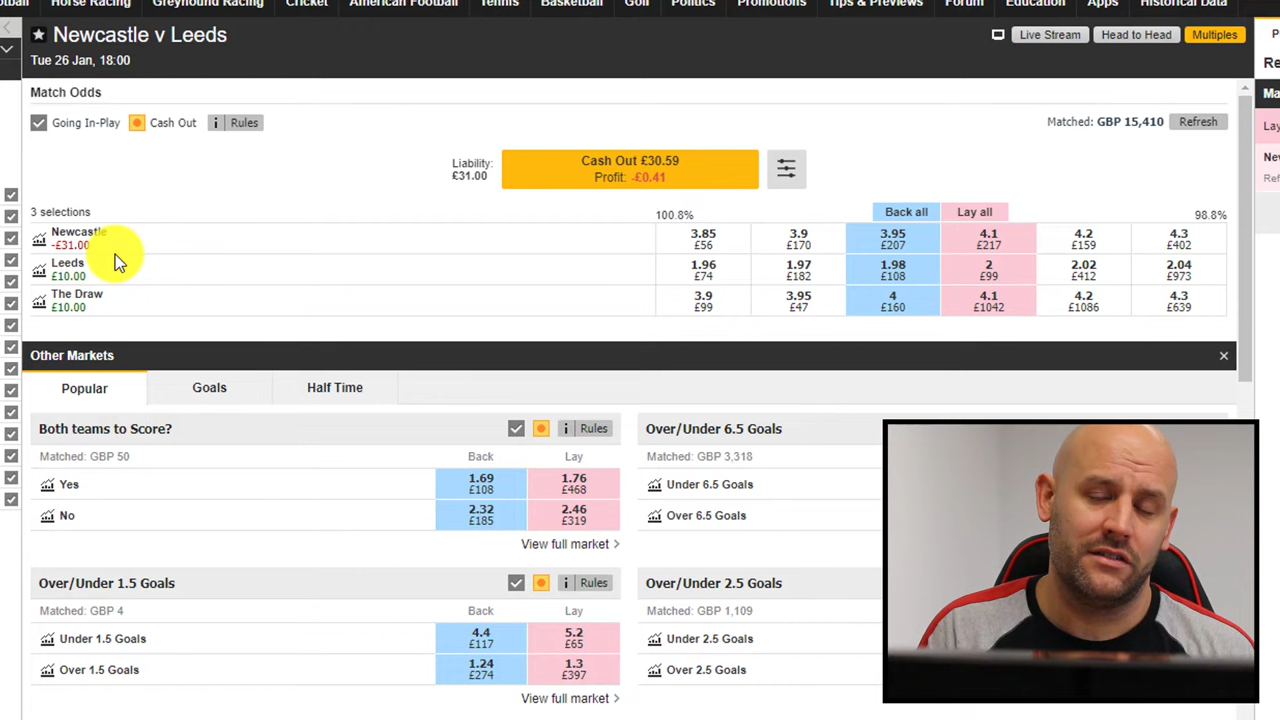 Horse Racing Greyhound Racing Cricket American Football Tennis Basketball Golf Politics Promotions Tips & Previews Forum Education Apps Historical Data
Newcastle v Leeds Live Stream Head to Head Multiples
Tue 26 Jan, 18:00
Match Odds
Going In-Play Cash Out i Rules Matched: GBP 15,410 Refresh
Liability: £31.00
Cash Out £30.59
Profit: -£0.41
3 selections 100.8% Back all Lay all 98.8%
Newcastle 3.85 3.9 3.95 4.1 4.2 4.3
-£31.00 £56 £170 £207 £217 £159 £402
Leeds 1.96 1.97 1.98 2 2.02 2.04
£10.00 £74 £182 £108 £99 £412 £973
The Draw 3.9 3.95 4 4.1 4.2 4.3
£10.00 £99 £47 £160 £1042 £1086 £639
Other Markets
Popular Goals Half Time
Both teams to Score? i Rules
Matched: GBP 50 Back Lay
Yes 1.69 1.76
£108 £468
No 2.32 2.46
£185 £319
View full market
Over/Under 6.5 Goals
Matched: GBP 3,318
Under 6.5 Goals
Over 6.5 Goals
Over/Under 1.5 Goals i Rules
Matched: GBP 4 Back Lay
Under 1.5 Goals 4.4 5.2
£117 £65
Over 1.5 Goals 1.24 1.3
£274 £397
View full market
Over/Under 2.5 Goals
Matched: GBP 1,109
Under 2.5 Goals
Over 2.5 Goals